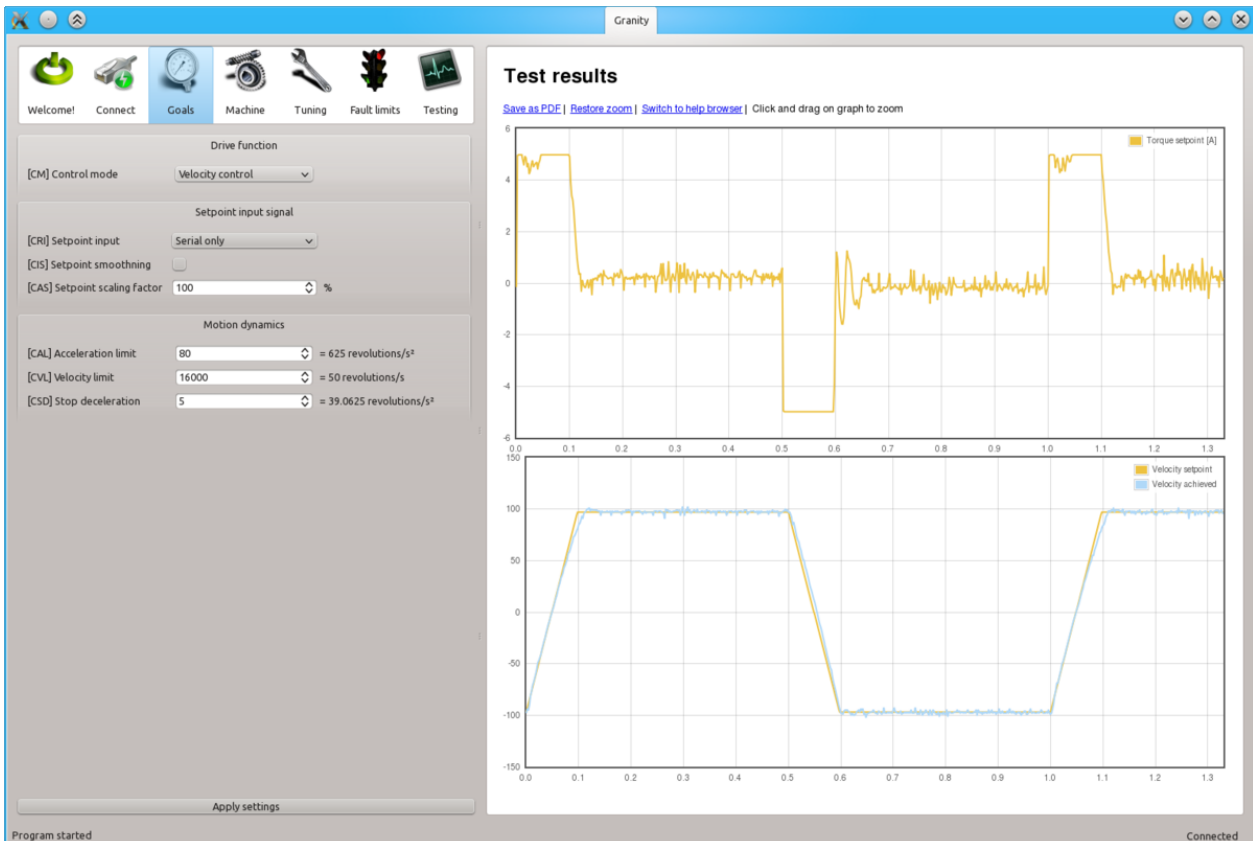 Granity
Welcome! Connect Goals Machine Tuning Fault limits Testing
Drive function
[CM] Control mode Velocity control
Setpoint input signal
[CRI] Setpoint input Serial only
[CIS] Setpoint smoothning
[CAS] Setpoint scaling factor 100 %
Motion dynamics
[CAL] Acceleration limit 80 = 625 revolutions/s²
[CVL] Velocity limit 16000 = 50 revolutions/s
[CSD] Stop deceleration 5 = 39.0625 revolutions/s²
Apply settings
Program started
Test results
Save as PDF | Restore zoom | Switch to help browser | Click and drag on graph to zoom
Torque setpoint [A]
6
4
2
0
-2
-4
-6
0.0 0.1 0.2 0.3 0.4 0.5 0.6 0.7 0.8 0.9 1.0 1.1 1.2 1.3
Velocity setpoint
Velocity achieved
150
100
50
0
-50
-100
-150
0.0 0.1 0.2 0.3 0.4 0.5 0.6 0.7 0.8 0.9 1.0 1.1 1.2 1.3
Connected